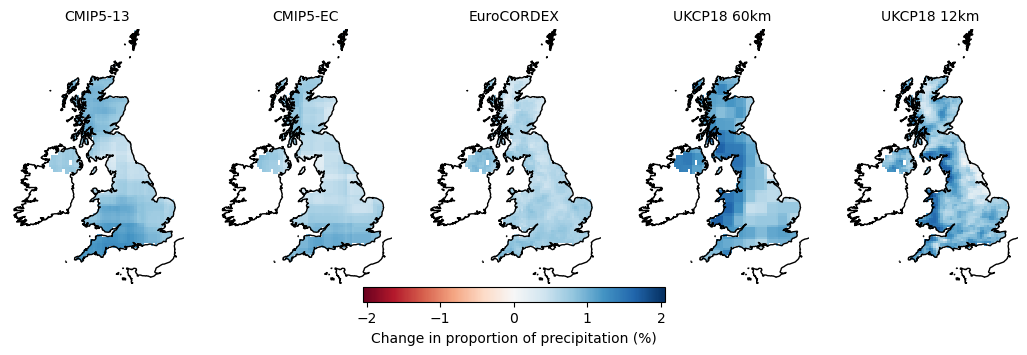 CMIP5-13 CMIP5-EC EuroCORDEX UKCP18 60km UKCP18 12km
−2 −1 0 1 2
Change in proportion of precipitation (%)